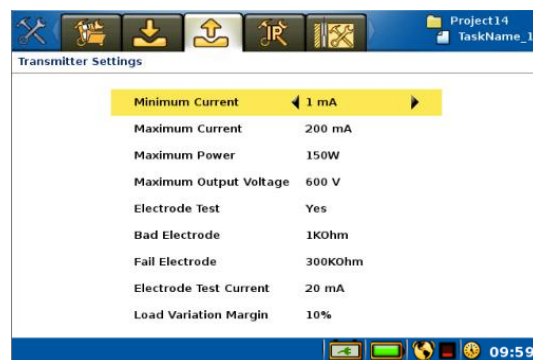 Project14
TaskName_1
Transmitter Settings
Minimum Current 1 mA
Maximum Current 200 mA
Maximum Power 150W
Maximum Output Voltage 600 V
Electrode Test Yes
Bad Electrode 1KOhm
Fail Electrode 300KOhm
Electrode Test Current 20 mA
Load Variation Margin 10%
09:59